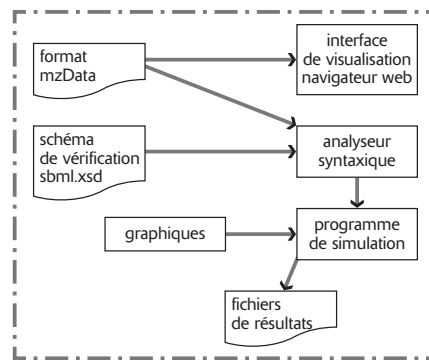 format
mzData
interface
de visualisation
navigateur web
schéma
de vérification
sbml.xsd
analyseur
syntaxique
graphiques
programme
de simulation
fichiers
de résultats